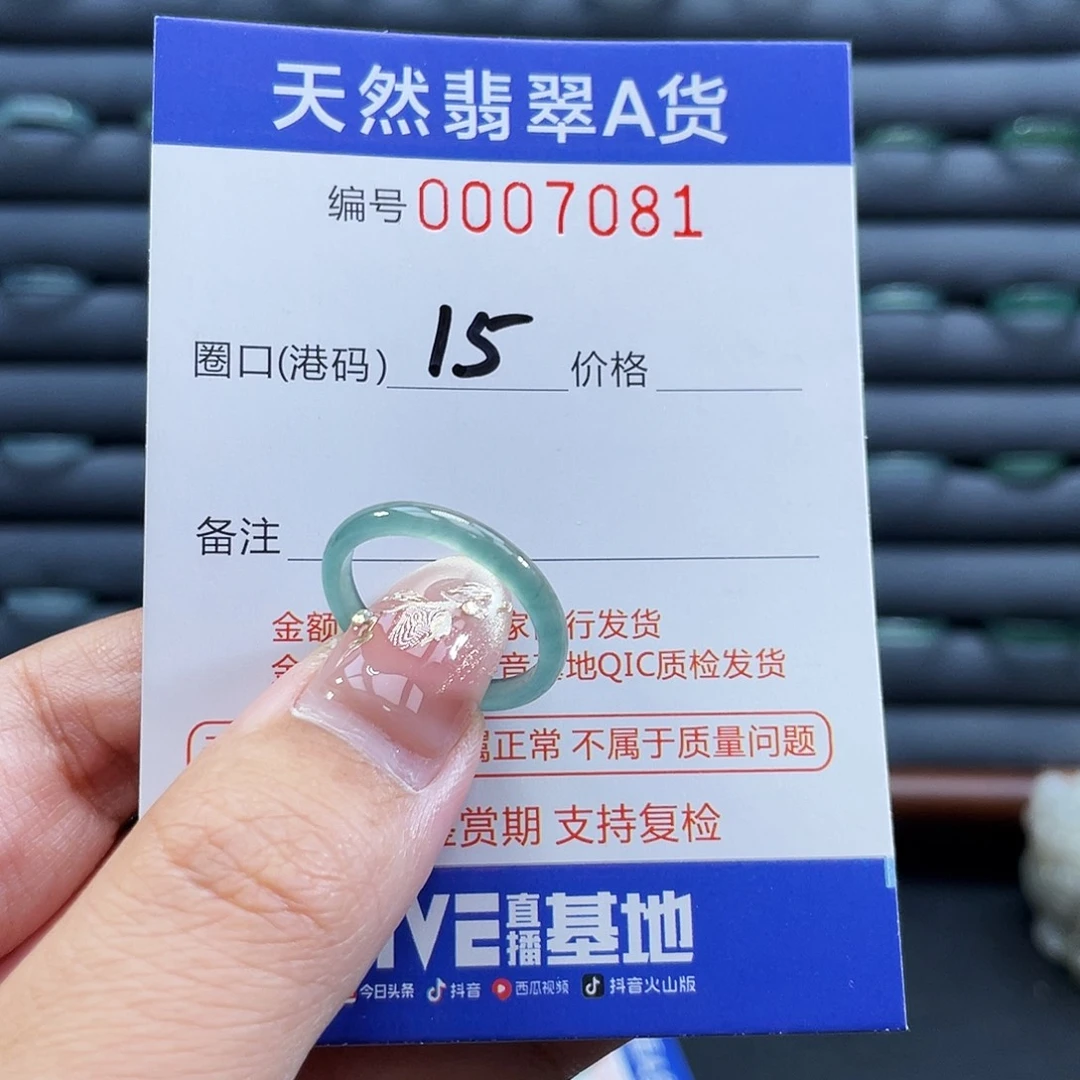 天然翡翠A货
编号0007081
圈口(港码) 15 价格
备注
金额 行发货
地QIC质检发货
正常 不属于质量问题
赏期 支持复检
直播基地
今日头条 抖音 西瓜视频 抖音火山版